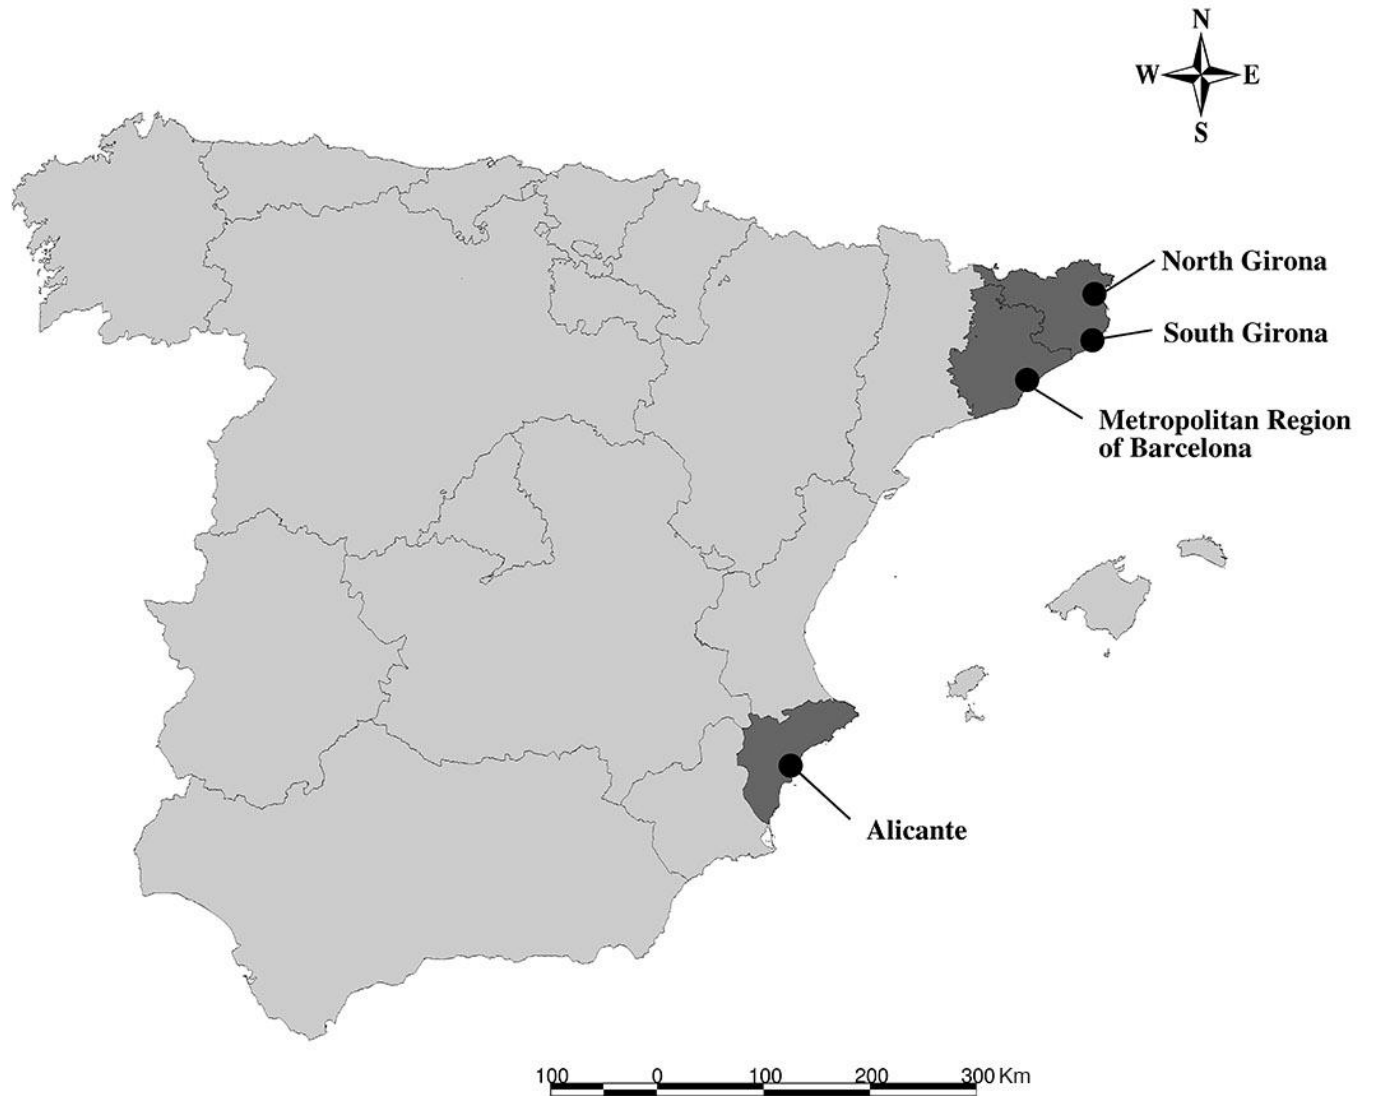 N
W E
S
North Girona
South Girona
Metropolitan Region
of Barcelona
Alicante
100 0 100 200 300 Km